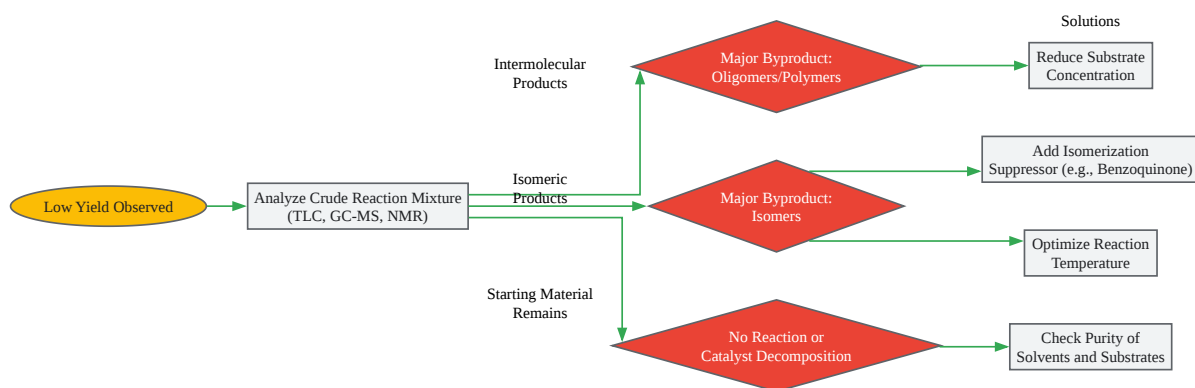 Solutions
Intermolecular
Products
Major Byproduct:
Oligomers/Polymers
Reduce Substrate
Concentration
Low Yield Observed
Analyze Crude Reaction Mixture
(TLC, GC-MS, NMR)
Isomeric
Products
Major Byproduct:
Isomers
Add Isomerization
Suppressor (e.g., Benzoquinone)
Optimize Reaction
Temperature
Starting Material
Remains
No Reaction or
Catalyst Decomposition
Check Purity of
Solvents and Substrates